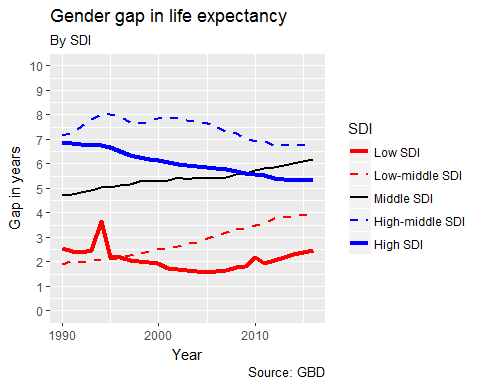 Gender gap in life expectancy
By SDI
10
9
8
7
6
5
4
3
2
1
0
Gap in years
1990
2000
2010
Year
SDI
Low SDI
Low-middle SDI
Middle SDI
High-middle SDI
High SDI
Source: GBD